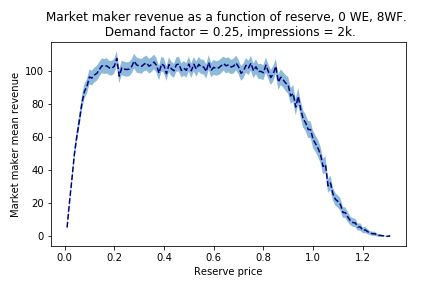 Market maker revenue as a function of reserve, 0 WE, 8WF.
Demand factor = 0.25, impressions = 2k.
Market maker mean revenue
100
80
60
40
20
0
0.0 0.2 0.4 0.6 0.8 1.0 1.2
Reserve price